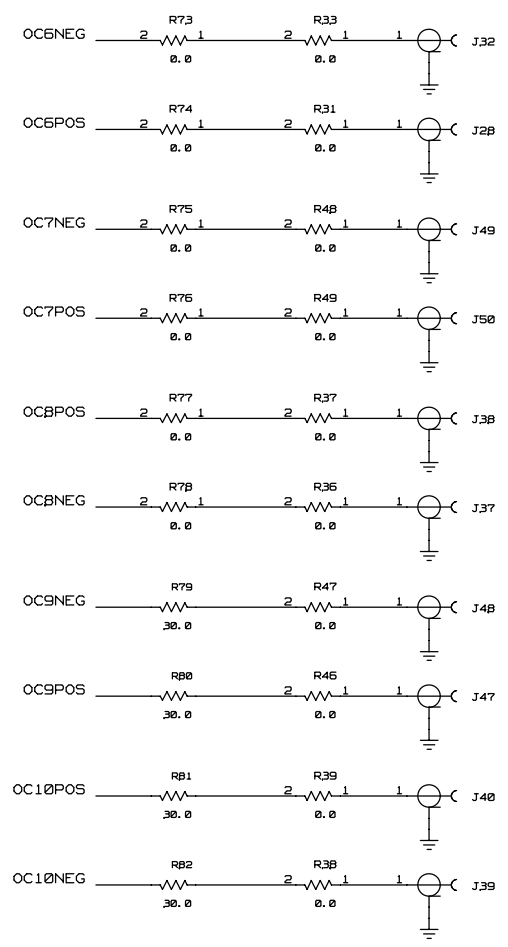 R73 R33
OC6NEG 2 1 2 1 1 J32
0.0 0.0
R74 R31
OC6POS 2 1 2 1 1 J28
0.0 0.0
R75 R48
OC7NEG 2 1 2 1 1 J49
0.0 0.0
R76 R49
OC7POS 2 1 2 1 1 J50
0.0 0.0
R77 R37
OC8POS 2 1 2 1 1 J38
0.0 0.0
R78 R36
OC8NEG 2 1 2 1 1 J37
0.0 0.0
R79 R47
OC9NEG 2 1 1 J48
30.0 0.0
R80 R46
OC9POS 2 1 1 J47
30.0 0.0
R81 R39
OC10POS 2 1 1 J40
30.0 0.0
R82 R38
OC10NEG 2 1 1 J39
30.0 0.0